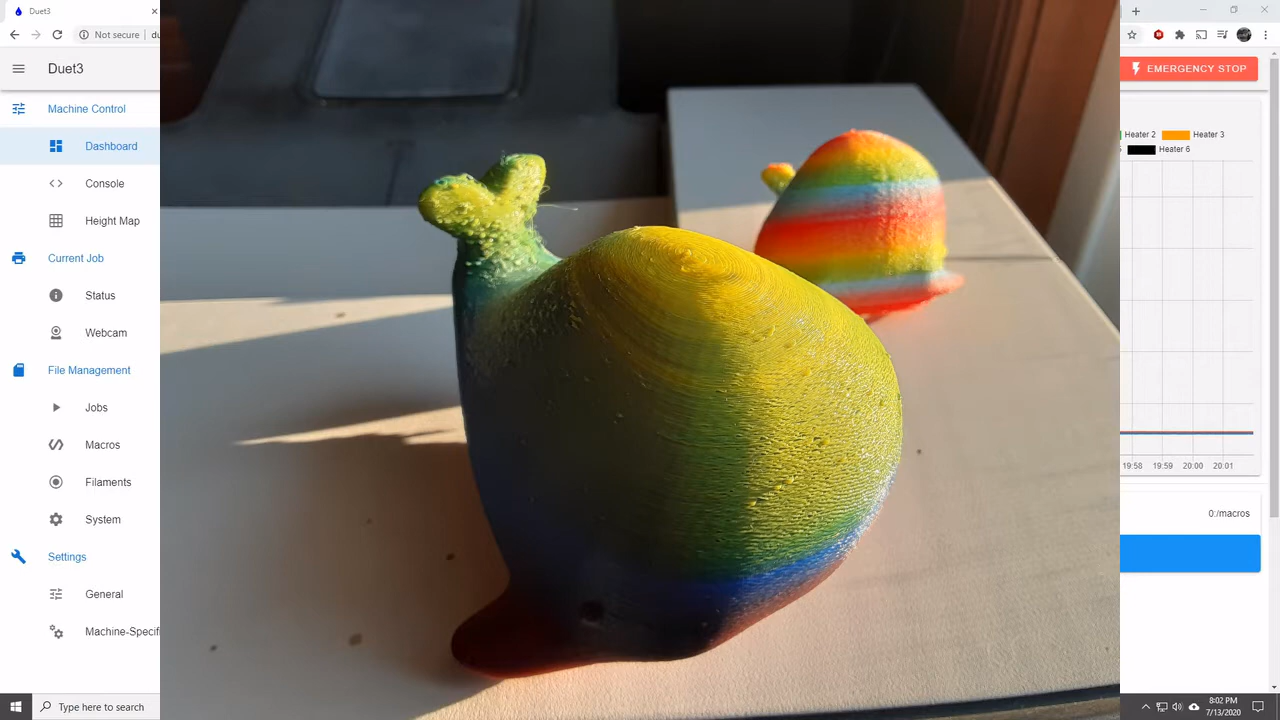 Duet3
Not secure | du
Duet3
Machine Control
Dashboard
Console
Height Map
Current Job
Status
Webcam
File Management
Jobs
Macros
Filaments
System
Settings
General
Machine-Specif
Type here to search
EMERGENCY STOP
Heater 2 Heater 3
Heater 6
19:58 19:59 20:00 20:01
0:/macros
8:02 PM
7/13/2020